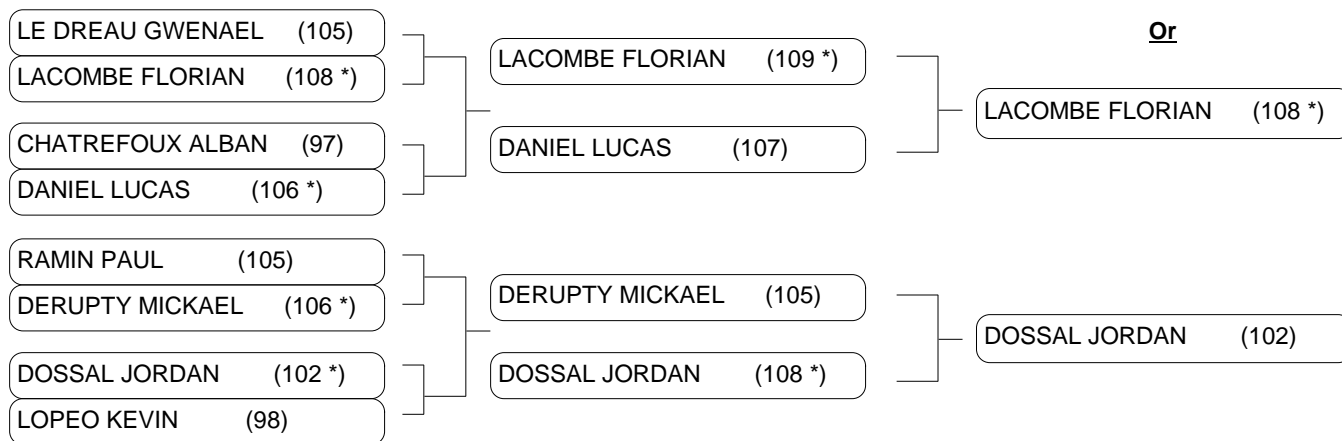 LE DREAU GWENAEL (105)
LACOMBE FLORIAN (108 *)
CHATREFOUX ALBAN (97)
DANIEL LUCAS (106 *)
RAMIN PAUL (105)
DERUPTY MICKAEL (106 *)
DOSSAL JORDAN (102 *)
LOPEO KEVIN (98)
LACOMBE FLORIAN (109 *)
DANIEL LUCAS (107)
DERUPTY MICKAEL (105)
DOSSAL JORDAN (108 *)
Or
LACOMBE FLORIAN (108 *)
DOSSAL JORDAN (102)